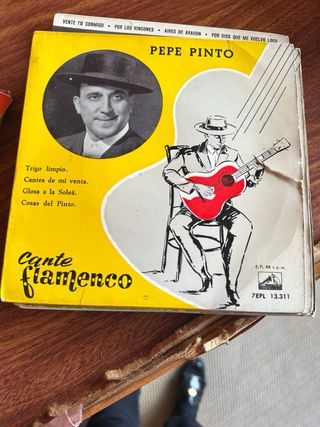 VENTE TU CONMIGO • POR LOS RINCONES • AIRES DE ARAGON • POR DIOS QUE ME VUELVO LOCO
PEPE PINTO
Trigo limpio.
Cantes de mi venta.
Glosa a la Soleá.
Cosas del Pinto.
cante
flamenco
E.P. 45 r.p.m.
7EPL 13.311